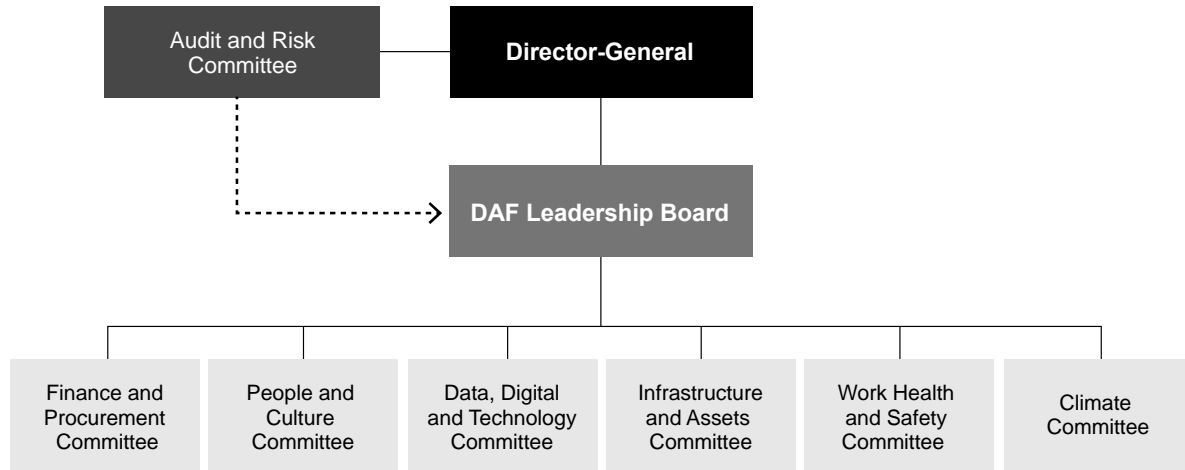 Audit and Risk
Committee
Director-General
DAF Leadership Board
Finance and
Procurement
Committee
People and
Culture
Committee
Data, Digital
and Technology
Committee
Infrastructure
and Assets
Committee
Work Health
and Safety
Committee
Climate
Committee